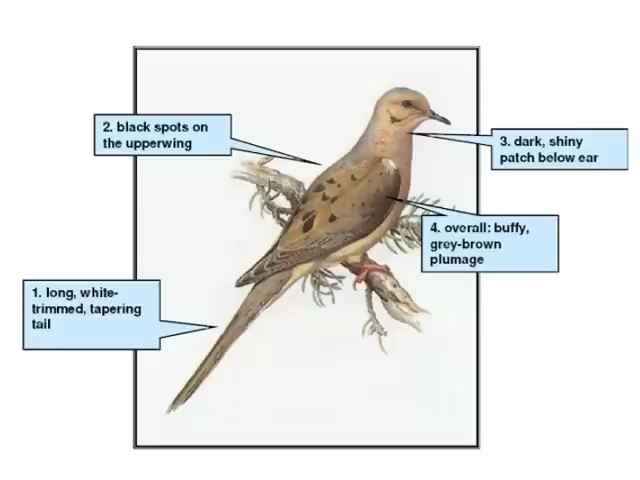 2. black spots on
the upperwing
3. dark, shiny
patch below ear
4. overall: buffy,
grey-brown
plumage
1. long, white-
trimmed, tapering
tail